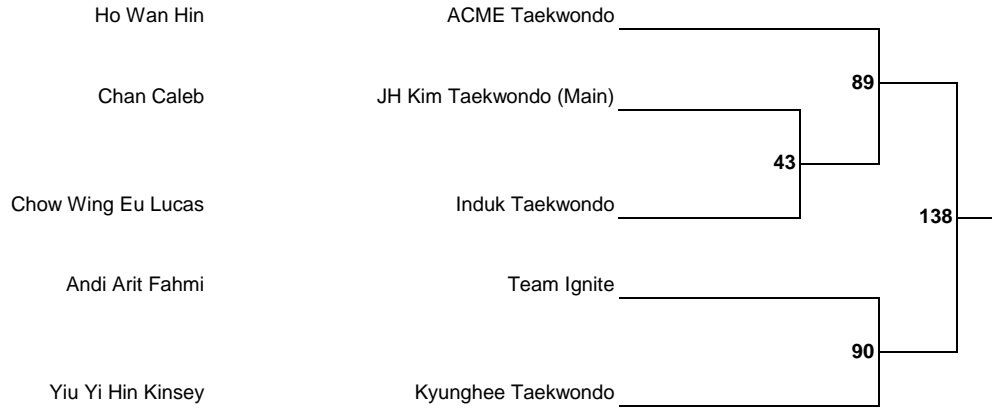 Ho Wan Hin ACME Taekwondo
89
Chan Caleb JH Kim Taekwondo (Main)
43
Chow Wing Eu Lucas Induk Taekwondo
138
Andi Arit Fahmi Team Ignite
90
Yiu Yi Hin Kinsey Kyunghee Taekwondo